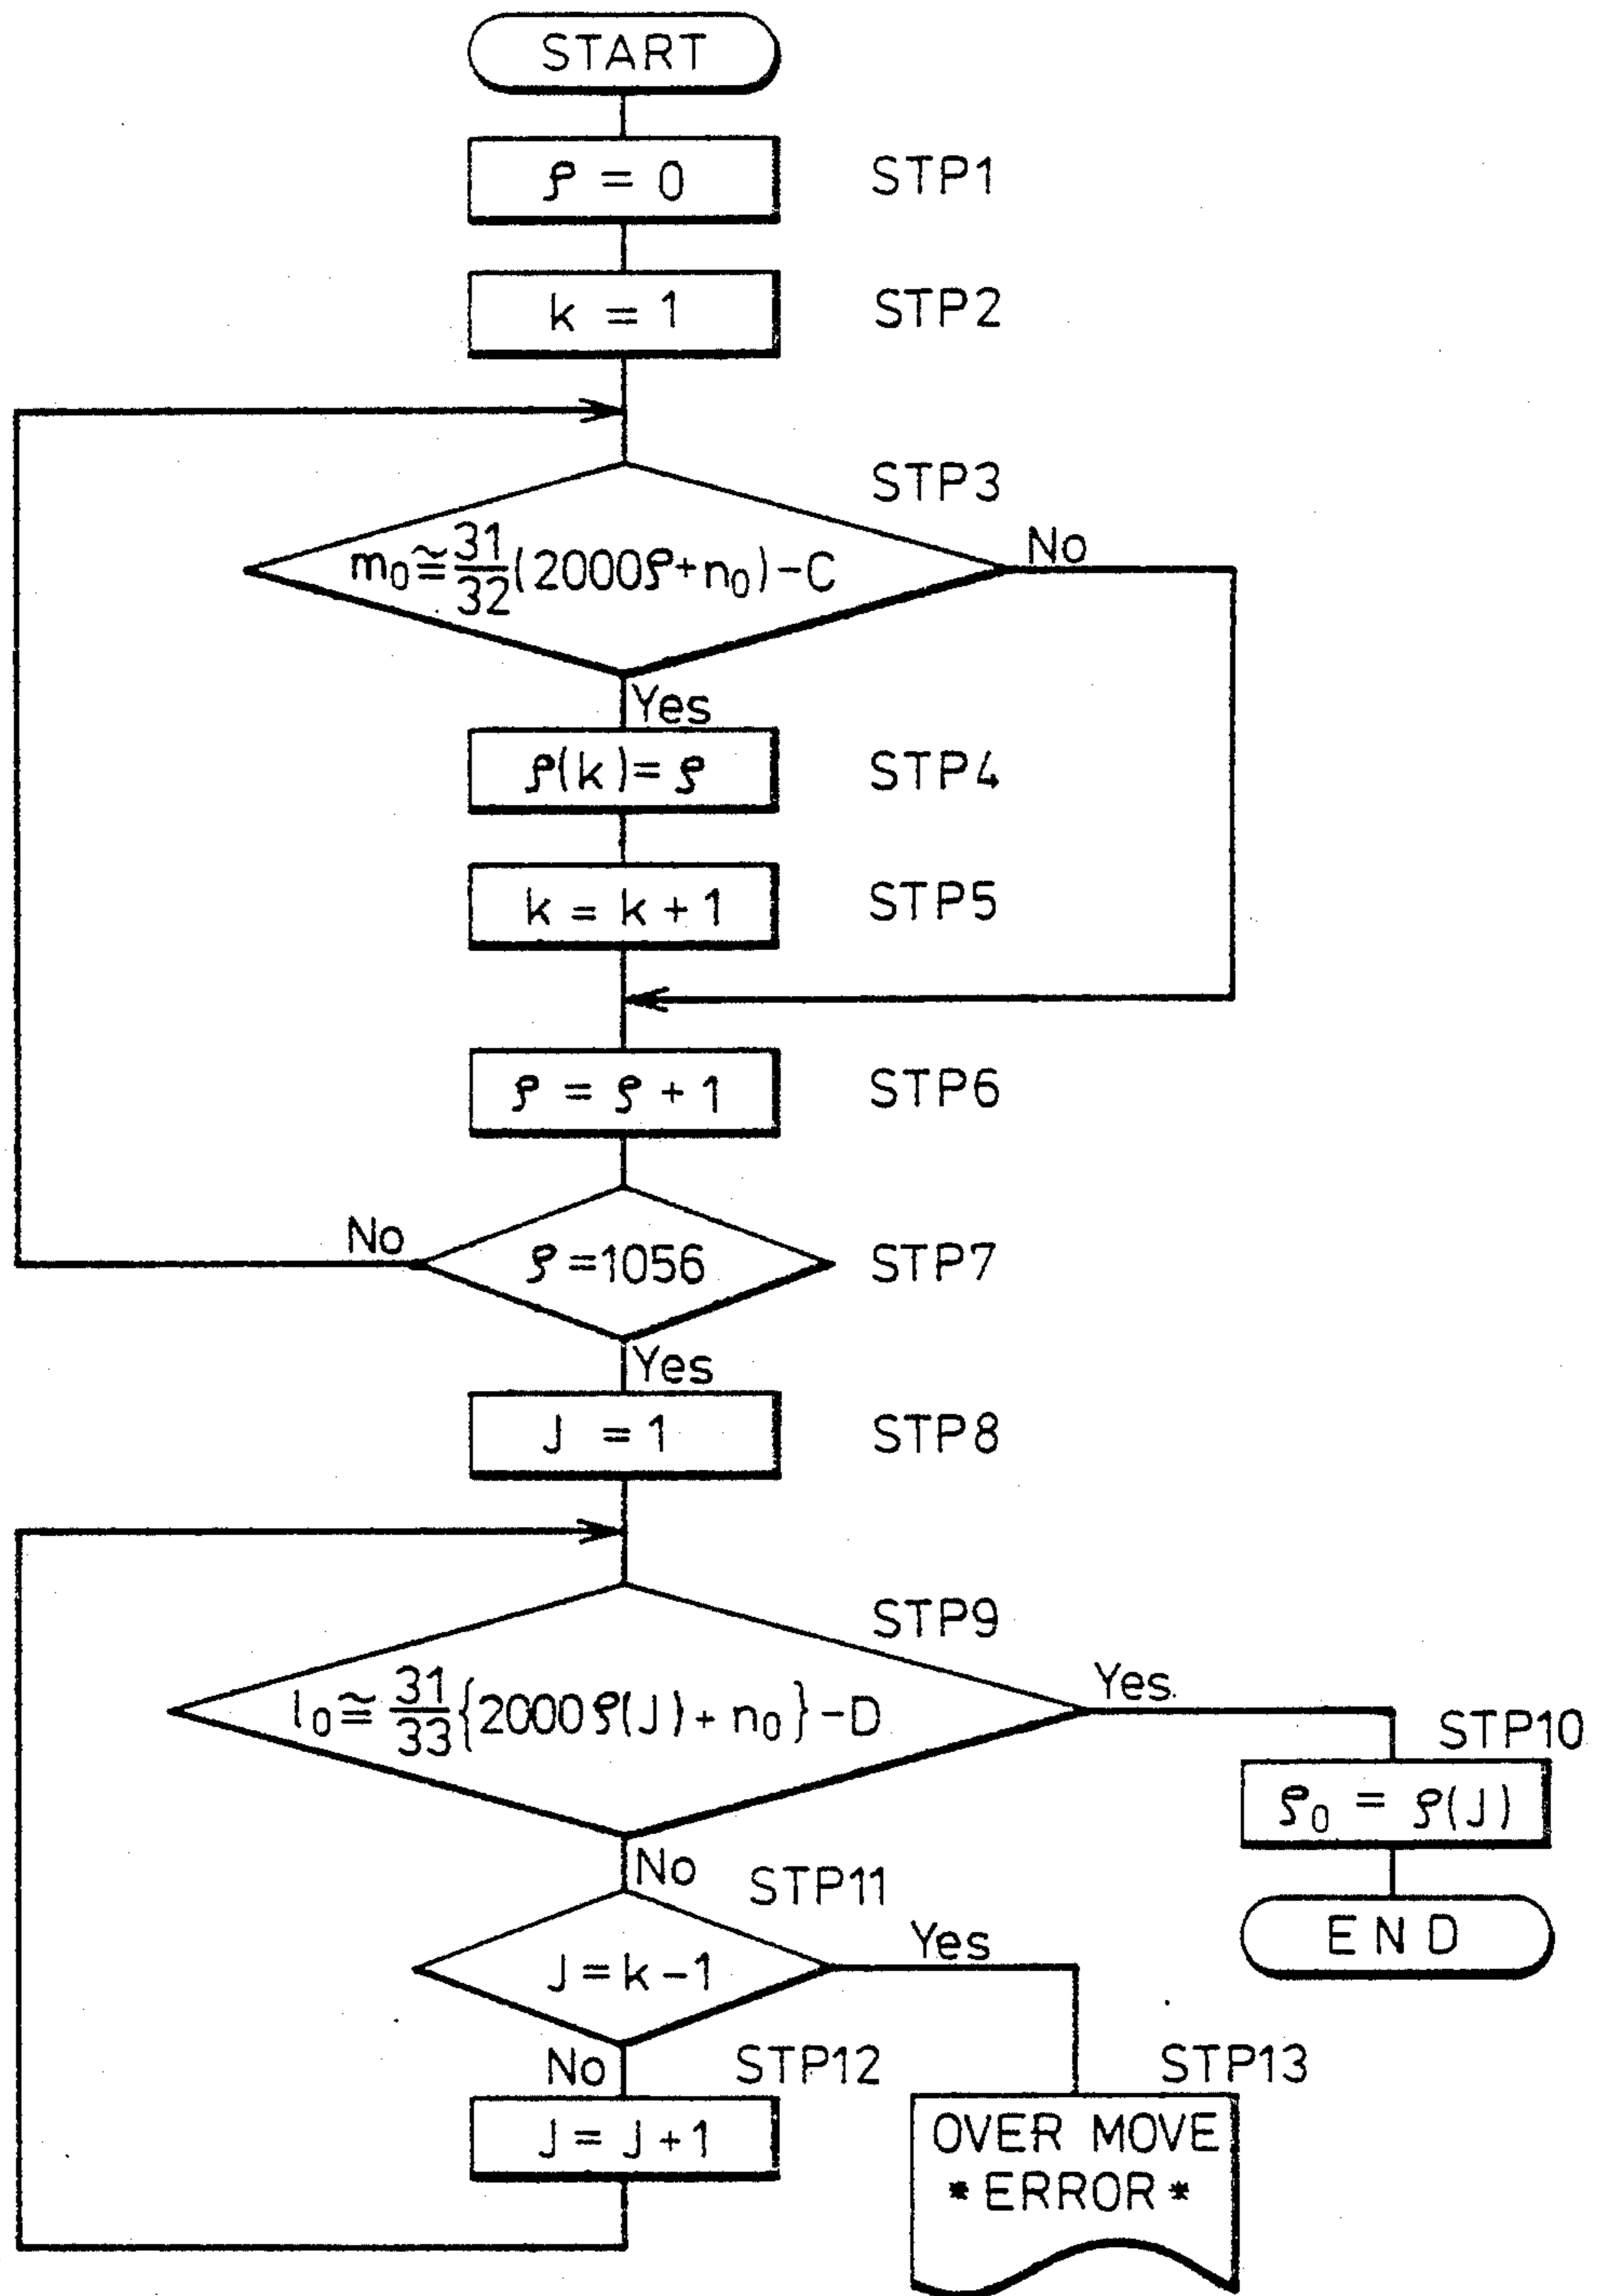 START
ρ = 0 STP1
k = 1 STP2
STP3
m₀≅31/32(2000ρ+n₀)-C No
Yes
ρ(k)=ρ STP4
k = k + 1 STP5
ρ = ρ + 1 STP6
No ρ=1056 STP7
Yes
J = 1 STP8
STP9
l₀≅31/33{2000ρ(J)+n₀}-D Yes
STP10
ρ₀ = ρ(J)
END
No STP11
J=k-1 Yes
No STP12 STP13
J=J+1
OVER MOVE
*ERROR*